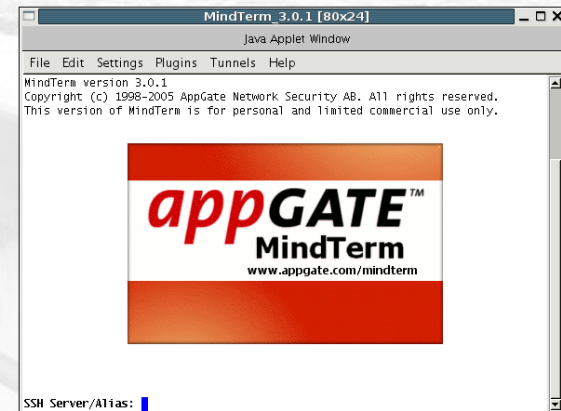 MindTerm_3.0.1 [80x24]
Java Applet Window
File Edit Settings Plugins Tunnels Help
MindTerm version 3.0.1
Copyright (c) 1998-2005 AppGate Network Security AB. All rights reserved.
This version of MindTerm is for personal and limited commercial use only.
appGATE™
MindTerm
www.appgate.com/mindterm
SSH Server/Alias: